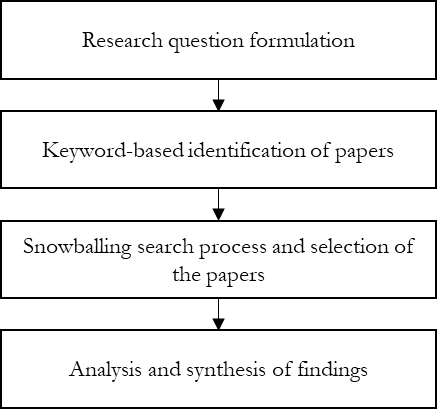 Research question formulation
Keyword-based identification of papers
Snowballing search process and selection of
the papers
Analysis and synthesis of findings